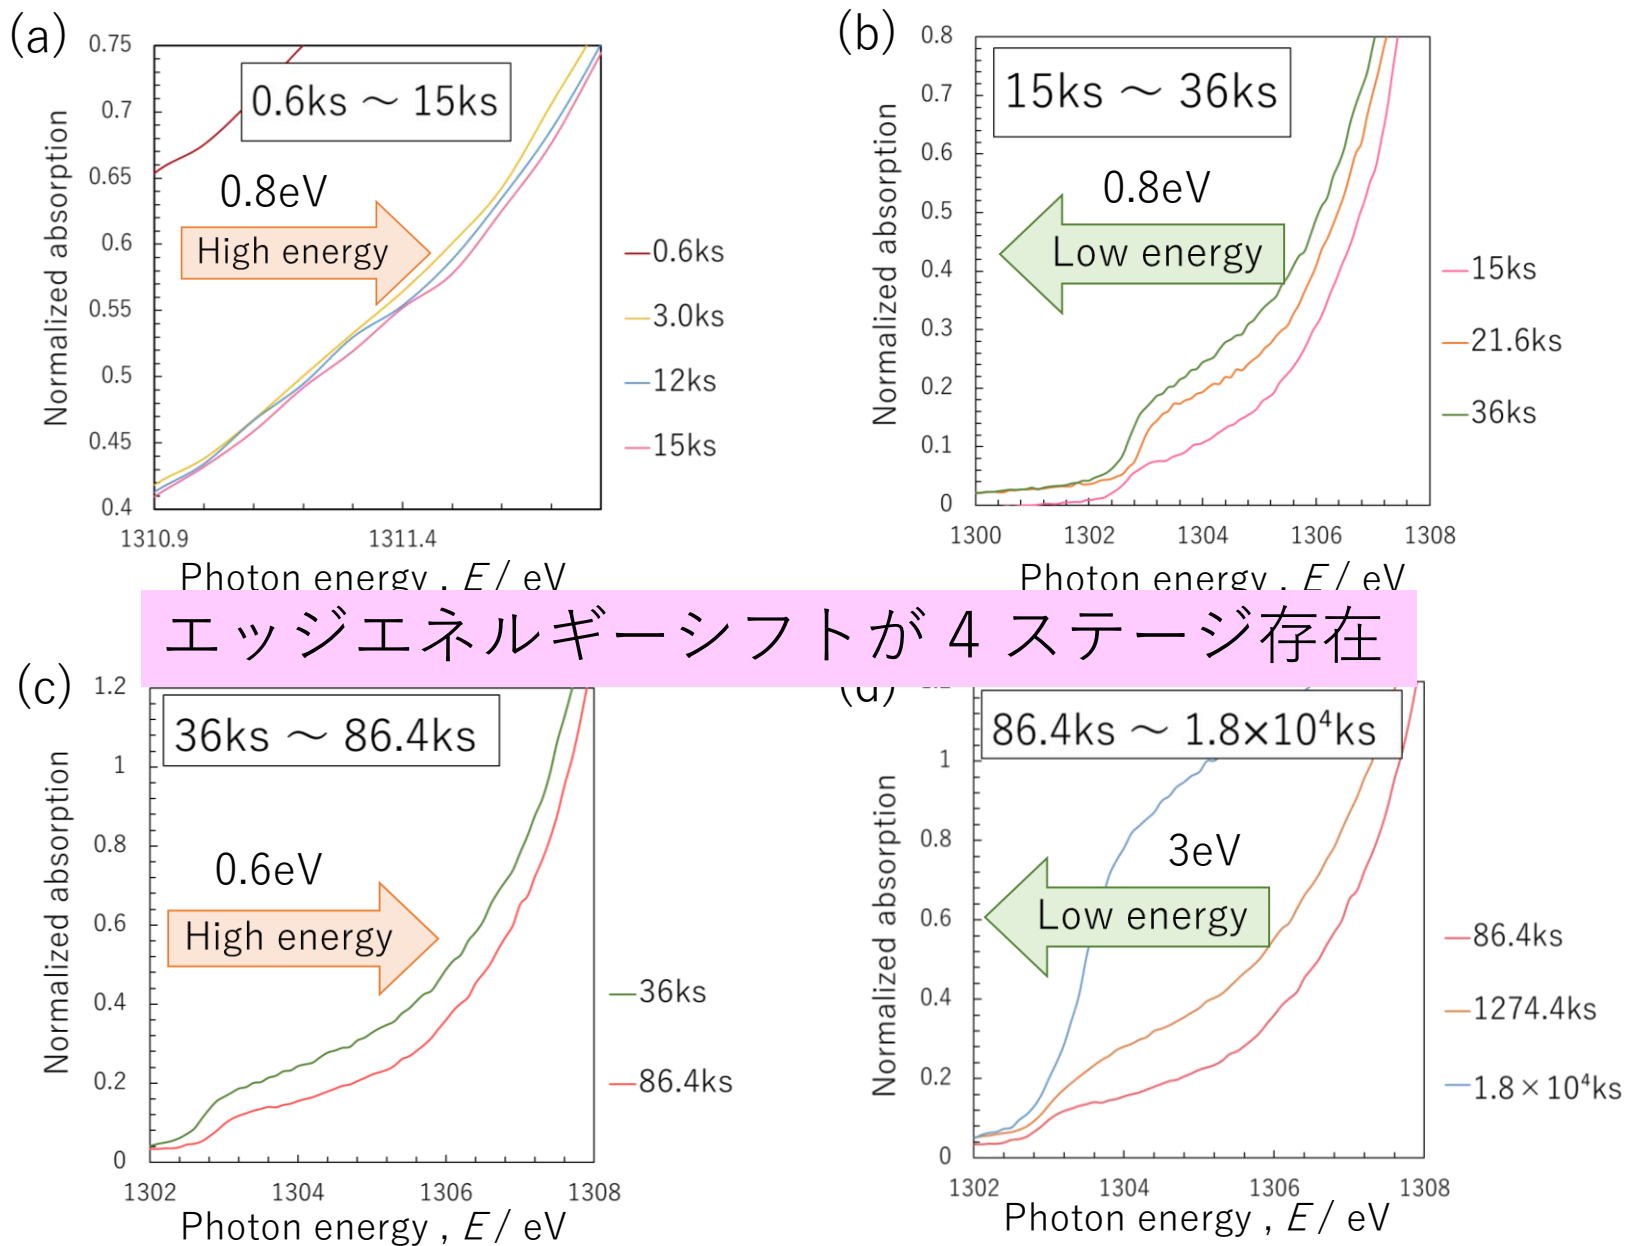 (a)
0.75
0.7
0.65
0.6
0.55
0.5
0.45
0.4
Normalized absorption
0.6ks ～ 15ks
0.8eV
High energy
0.6ks
3.0ks
12ks
15ks
1310.9 1311.4
Photon energy , E / eV
(b)
0.8
0.7
0.6
0.5
0.4
0.3
0.2
0.1
0
Normalized absorption
15ks ～ 36ks
0.8eV
Low energy
15ks
21.6ks
36ks
1300 1302 1304 1306 1308
Photon energy , E / eV
エッジエネルギーシフトが 4 ステージ存在
(c)
1.2
1
0.8
0.6
0.4
0.2
0
Normalized absorption
36ks ～ 86.4ks
0.6eV
High energy
36ks
86.4ks
1302 1304 1306 1308
Photon energy , E / eV
(d)
1.2
1
0.8
0.6
0.4
0.2
0
Normalized absorption
86.4ks ～ 1.8×10⁴ks
3eV
Low energy
86.4ks
1274.4ks
1.8×10⁴ks
1302 1304 1306 1308
Photon energy , E / eV